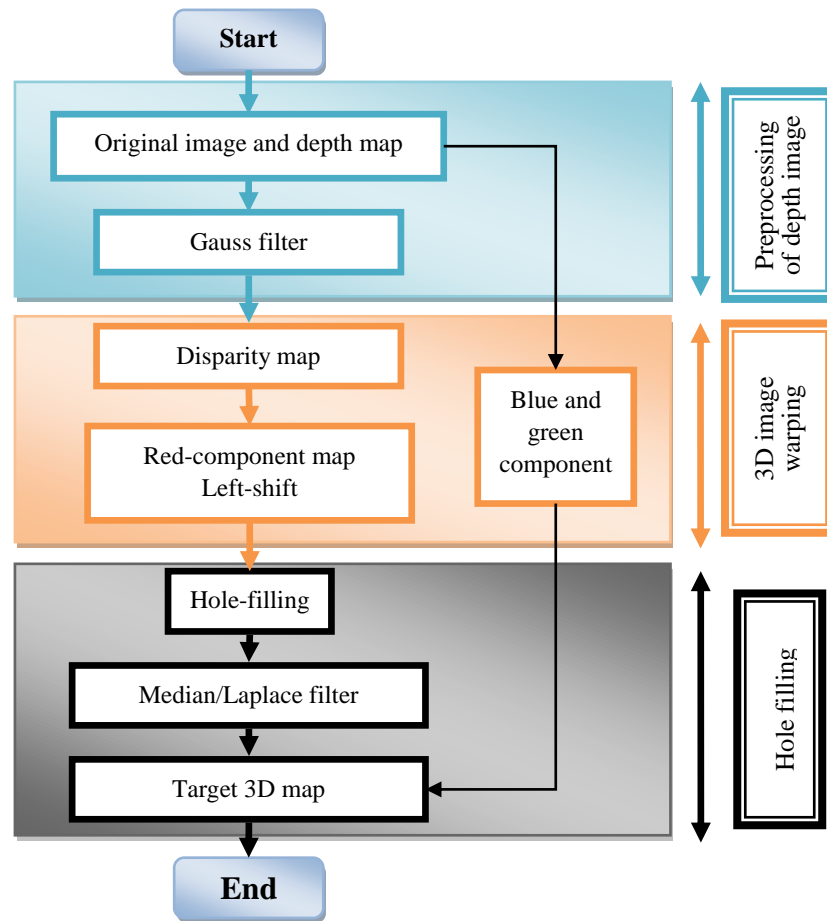 Start
Original image and depth map
Gauss filter
Preprocessing
of depth image
Disparity map
Red-component map
Left-shift
Blue and
green
component
3D image
warping
Hole-filling
Median/Laplace filter
Target 3D map
Hole filling
End